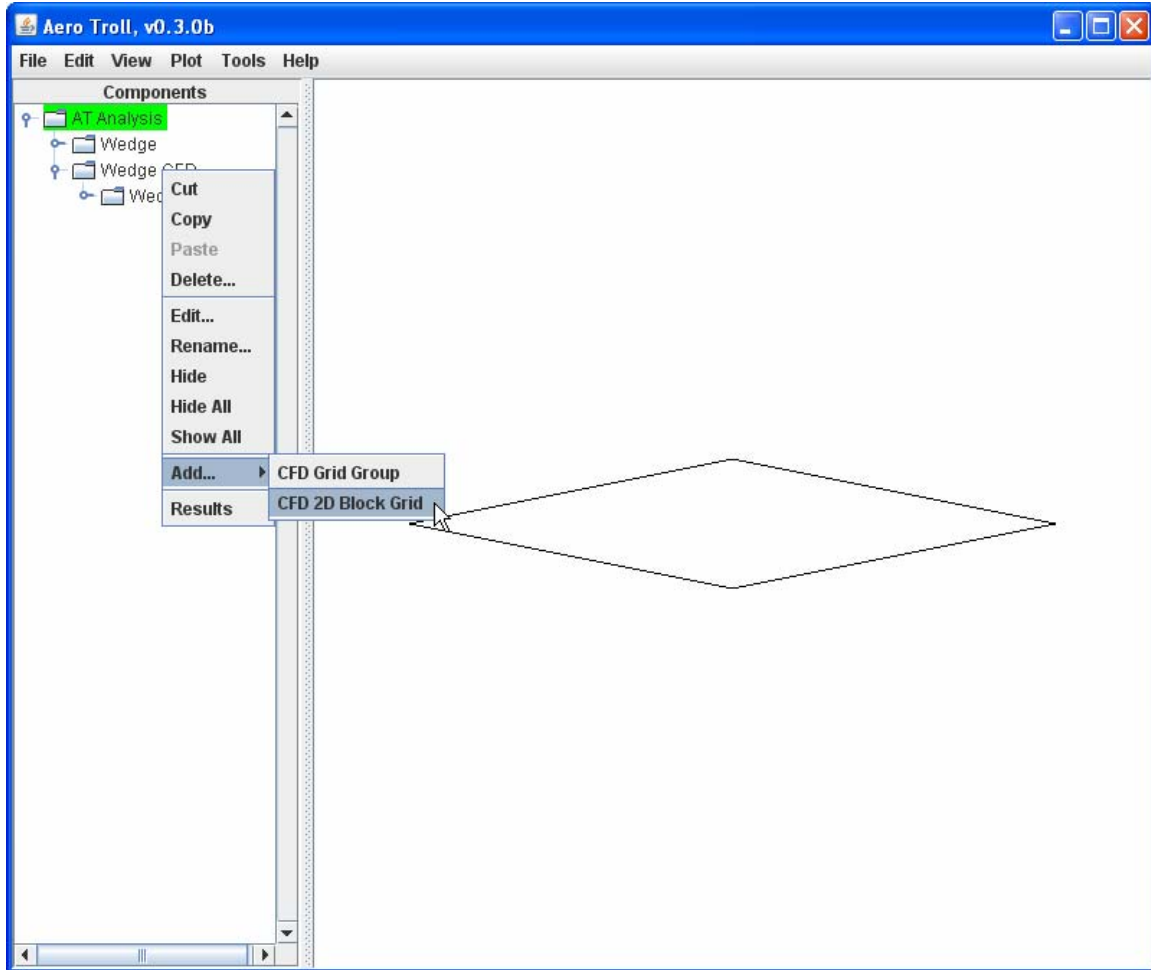 Aero Troll, v0.3.0b
File Edit View Plot Tools Help
Components
AT Analysis
Wedge
Wedge CFD
Cut
Copy
Paste
Delete...
Edit...
Rename...
Hide
Hide All
Show All
Add...
CFD Grid Group
CFD 2D Block Grid
Results